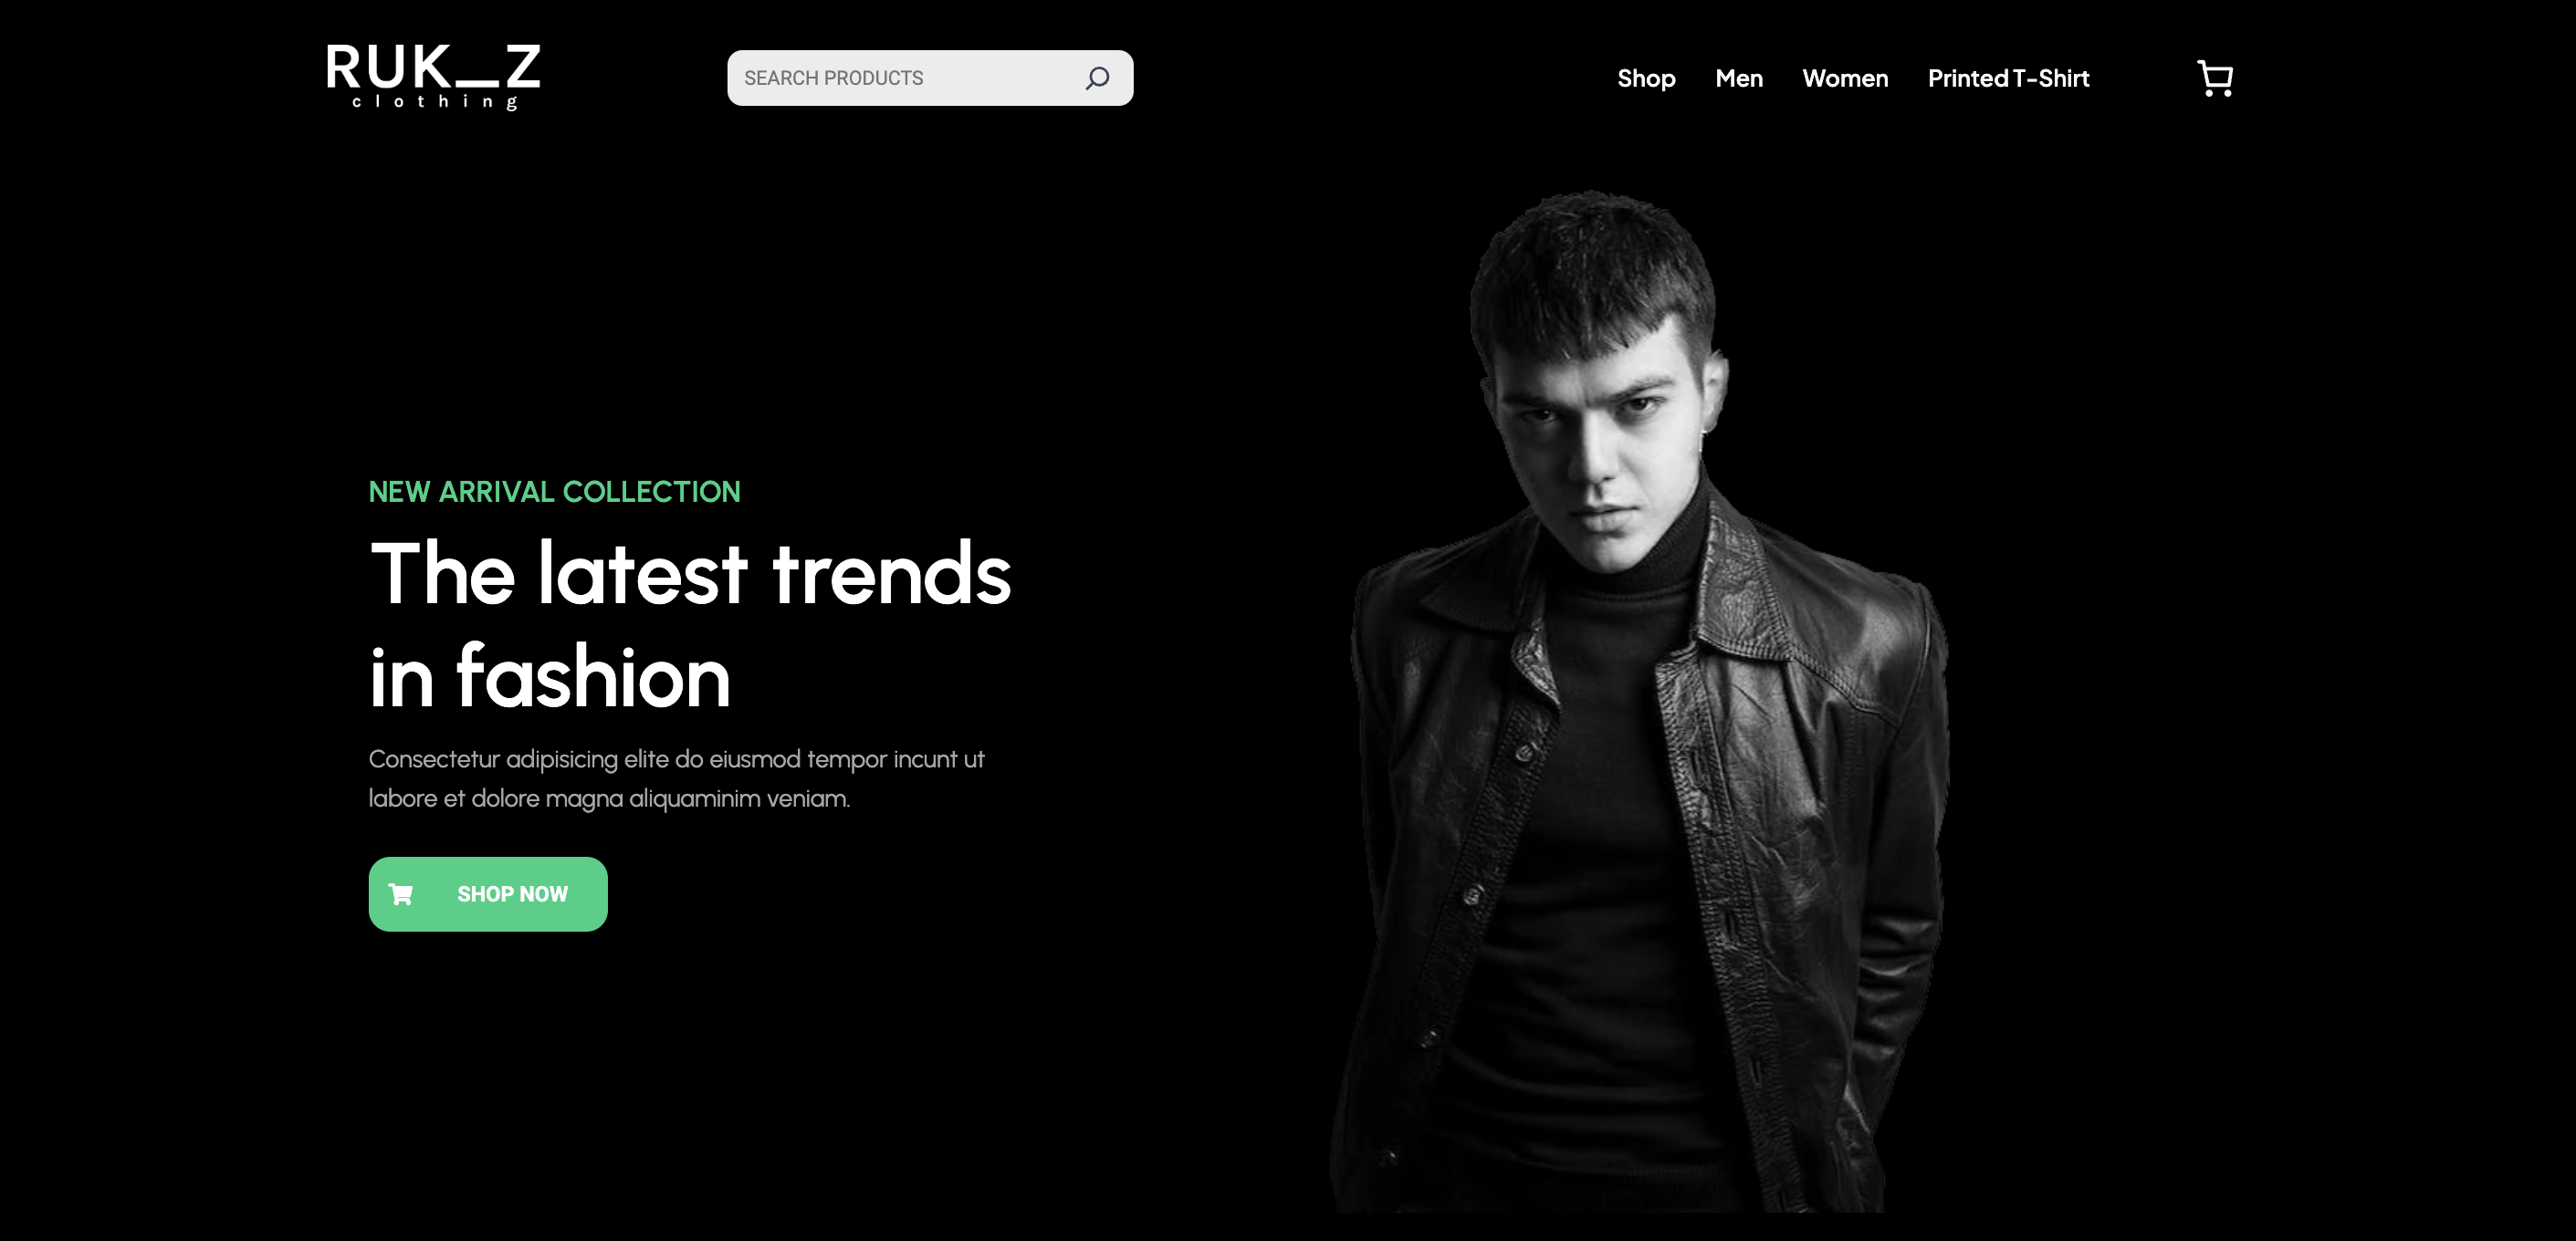 RUK_Z
clothing
SEARCH PRODUCTS
Shop Men Women Printed T-Shirt
NEW ARRIVAL COLLECTION
The latest trends
in fashion
Consectetur adipisicing elite do eiusmod tempor incunt ut
labore et dolore magna aliquaminim veniam.
SHOP NOW